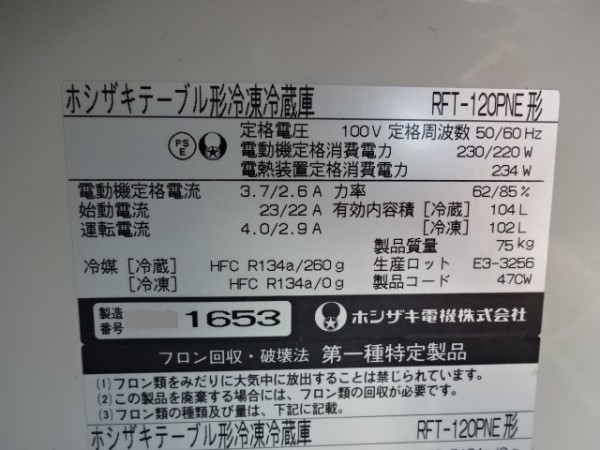 ホシザキテーブル形冷凍冷蔵庫 RFT-120PNE形
PS E 定格電圧 100V 定格周波数 50/60 Hz
電動機定格消費電力 230/220 W
電熱装置定格消費電力 234 W
電動機定格電流 3.7/2.6 A 力率 62/85%
始動電流 23/22 A 有効内容積 [冷蔵] 104L
運転電流 4.0/2.9 A [冷凍] 102L
製品質量 75kg
冷媒 [冷蔵] HFC R134a/260g 生産ロット E3-3256
[冷凍] HFC R134a/0g 製品コード 47CW
製造番号 1653 ホシザキ電機株式会社
フロン回収・破壊法 第一種特定製品
(1)フロン類をみだりに大気中に放出することは禁じられています。
(2)この製品を廃棄する場合には、フロン類の回収が必要です。
(3)フロン類の種類及び量は、下記に記載。
ホシザキテーブル形冷凍冷蔵庫 RFT-120PNE形